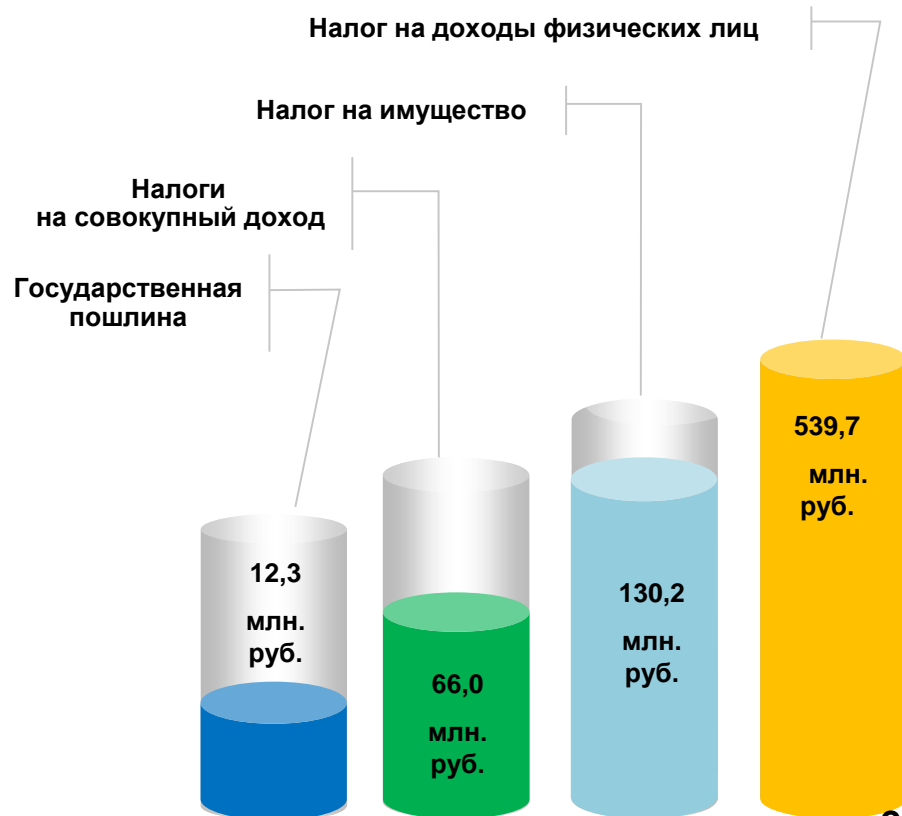 Налог на доходы физических лиц
Налог на имущество
Налоги
на совокупный доход
Государственная
пошлина
539,7
млн.
руб.
12,3
млн.
руб.
130,2
млн.
руб.
66,0
млн.
руб.